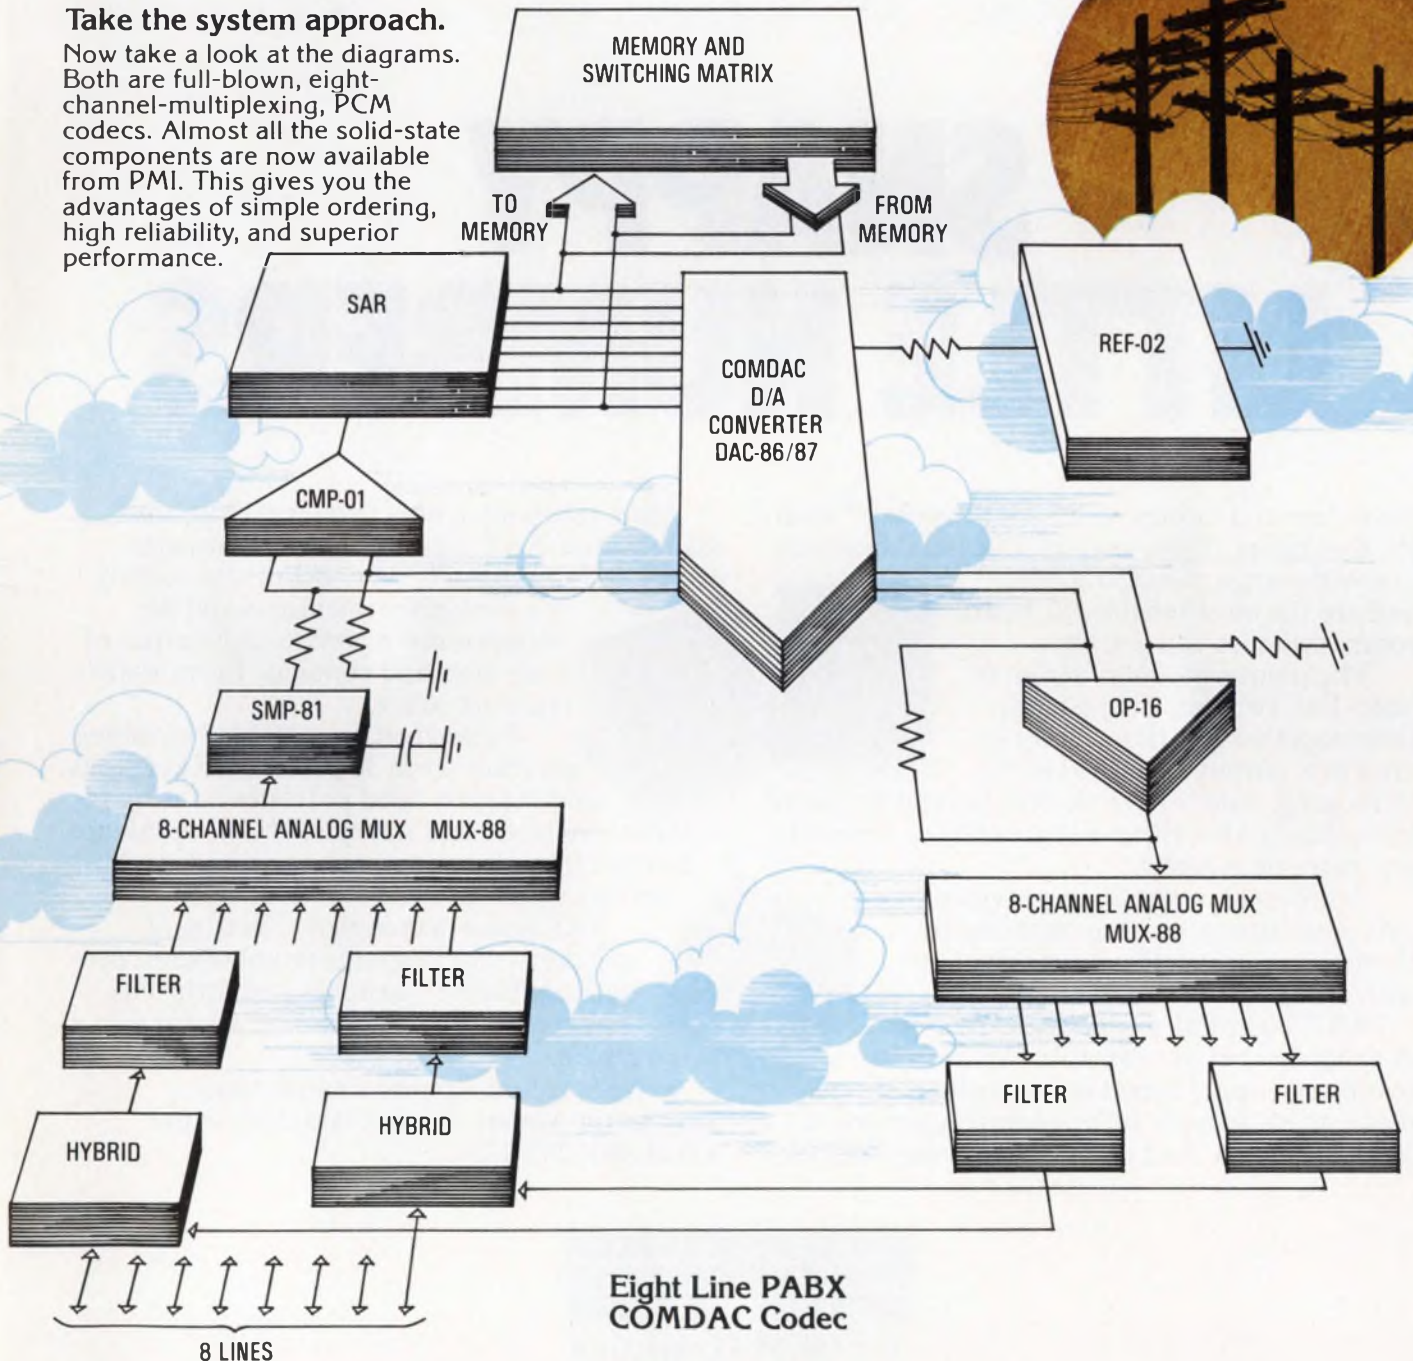 Take the system approach.
Now take a look at the diagrams.
Both are full-blown, eight-
channel-multiplexing, PCM
codecs. Almost all the solid-state
components are now available
from PMI. This gives you the
advantages of simple ordering,
high reliability, and superior
performance.
MEMORY AND
SWITCHING MATRIX
TO
MEMORY
FROM
MEMORY
SAR
COMDAC
D/A
CONVERTER
DAC-86/87
REF-02
CMP-01
SMP-81
OP-16
8-CHANNEL ANALOG MUX MUX-88
8-CHANNEL ANALOG MUX
MUX-88
FILTER
FILTER
FILTER
FILTER
HYBRID
HYBRID
8 LINES
Eight Line PABX
COMDAC Codec